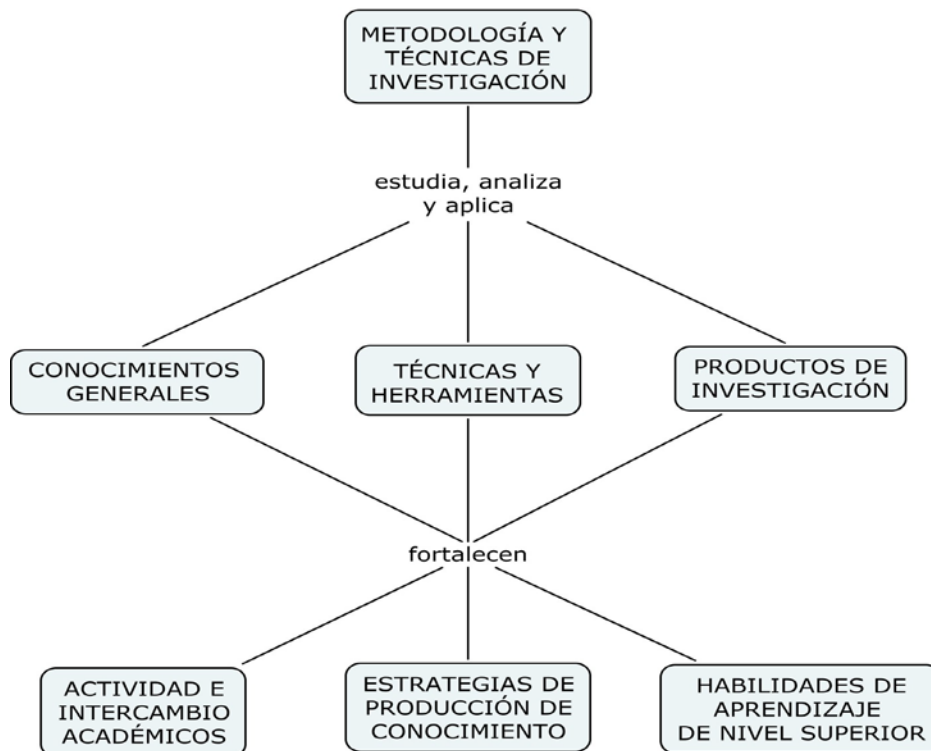 METODOLOGÍA Y
TÉCNICAS DE
INVESTIGACIÓN
estudia, analiza
y aplica
CONOCIMIENTOS
GENERALES
TÉCNICAS Y
HERRAMIENTAS
PRODUCTOS DE
INVESTIGACIÓN
fortalecen
ACTIVIDAD E
INTERCAMBIO
ACADÉMICOS
ESTRATEGIAS DE
PRODUCCIÓN DE
CONOCIMIENTO
HABILIDADES DE
APRENDIZAJE
DE NIVEL SUPERIOR